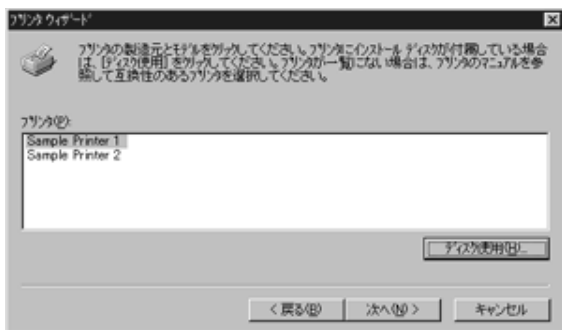 プリンタ ウィザード
プリンタの製造元とモデルをクリックしてください。プリンタにインストール ディスクが付属している場合
は、[ディスク使用] をクリックしてください。プリンタが一覧にない場合は、プリンタのマニュアルを参
照して互換性のあるプリンタを選択してください。
プリンタ(P):
Sample Printer 1
Sample Printer 2
ディスク使用(H)...
< 戻る(B)
次へ(N) >
キャンセル